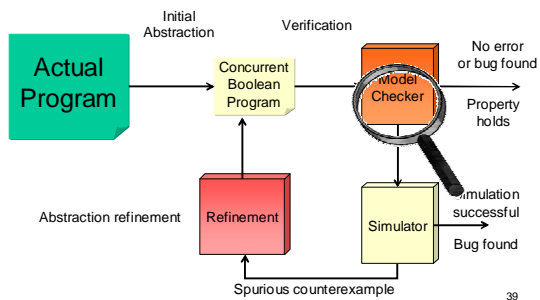 Initial
Abstraction
Verification
Actual
Program
Concurrent
Boolean
Program
Model
Checker
No error
or bug found
Property
holds
Abstraction refinement
Refinement
Simulator
Simulation
successful
Bug found
Spurious counterexample
39